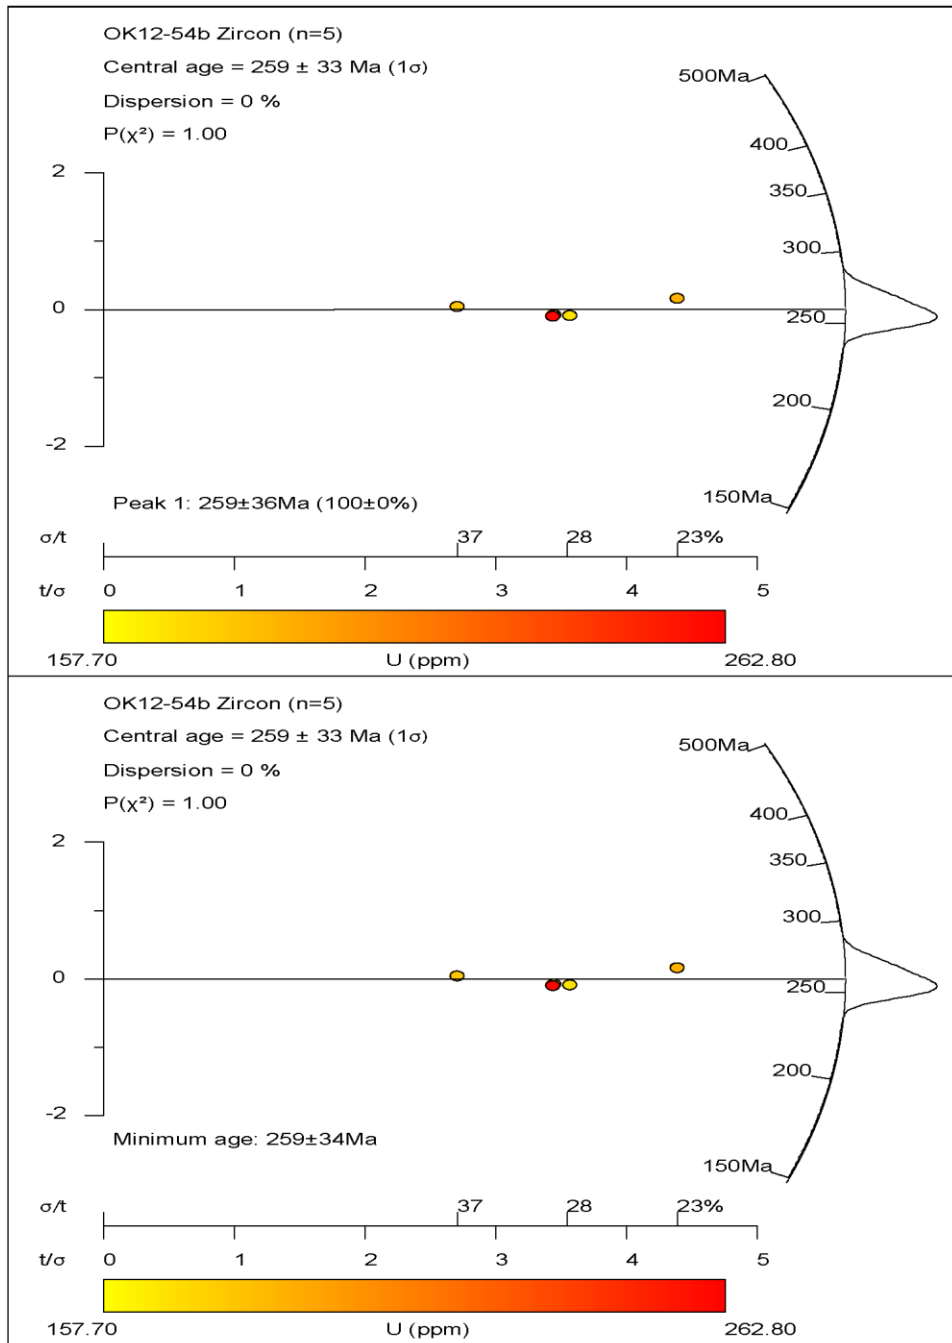 OK12-54b Zircon (n=5)
Central age = 259 ± 33 Ma (1σ)
Dispersion = 0 %
P(χ²) = 1.00
500Ma
400
350
300
250
200
150Ma
2
0
-2
Peak 1: 259±36Ma (100±0%)
σ/t 37 28 23%
t/σ 0 1 2 3 4 5
157.70 U (ppm) 262.80
OK12-54b Zircon (n=5)
Central age = 259 ± 33 Ma (1σ)
Dispersion = 0 %
P(χ²) = 1.00
500Ma
400
350
300
250
200
150Ma
2
0
-2
Minimum age: 259±34Ma
σ/t 37 28 23%
t/σ 0 1 2 3 4 5
157.70 U (ppm) 262.80